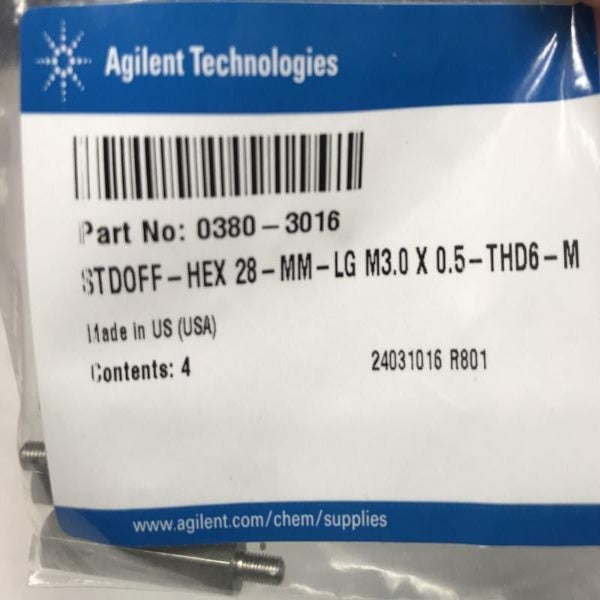 Agilent Technologies
Part No: 0380-3016
STDOFF-HEX 28-MM-LG M3.0 X 0.5-THD6-M
Made in US (USA)
Contents: 4
24031016 R801
www.agilent.com/chem/supplies